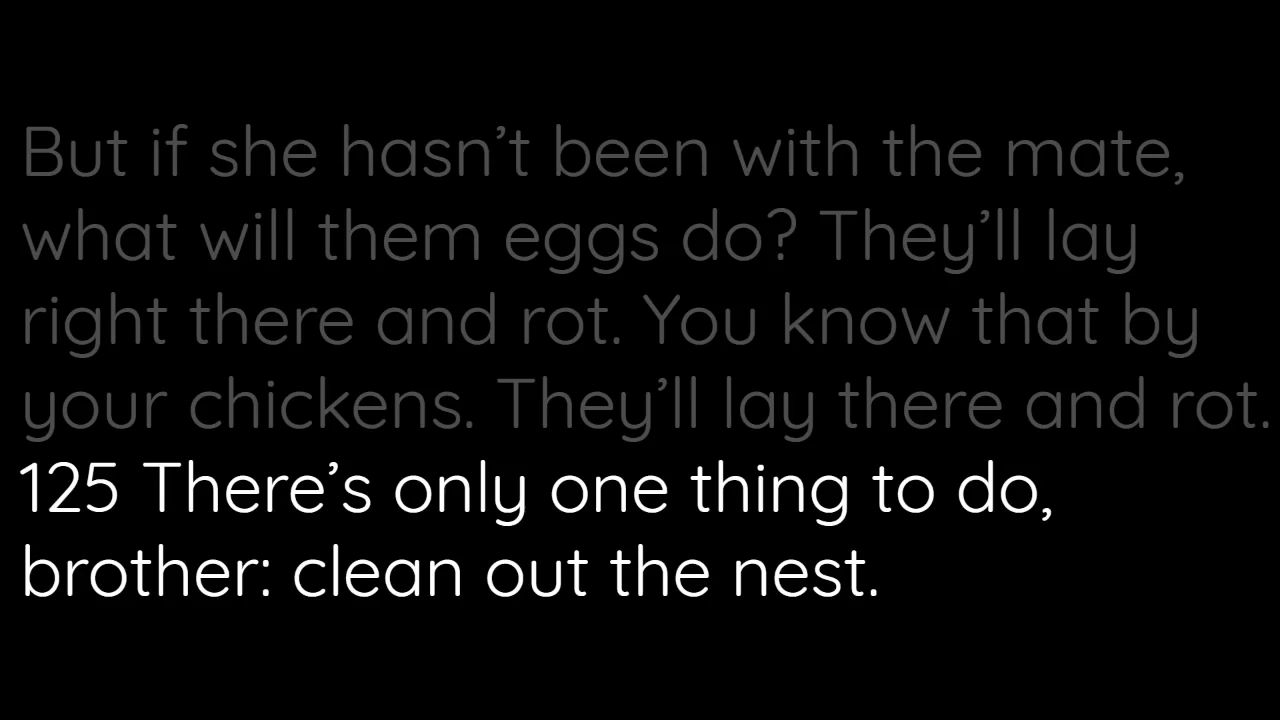 But if she hasn’t been with the mate,
what will them eggs do? They’ll lay
right there and rot. You know that by
your chickens. They’ll lay there and rot.
125 There’s only one thing to do,
brother: clean out the nest.